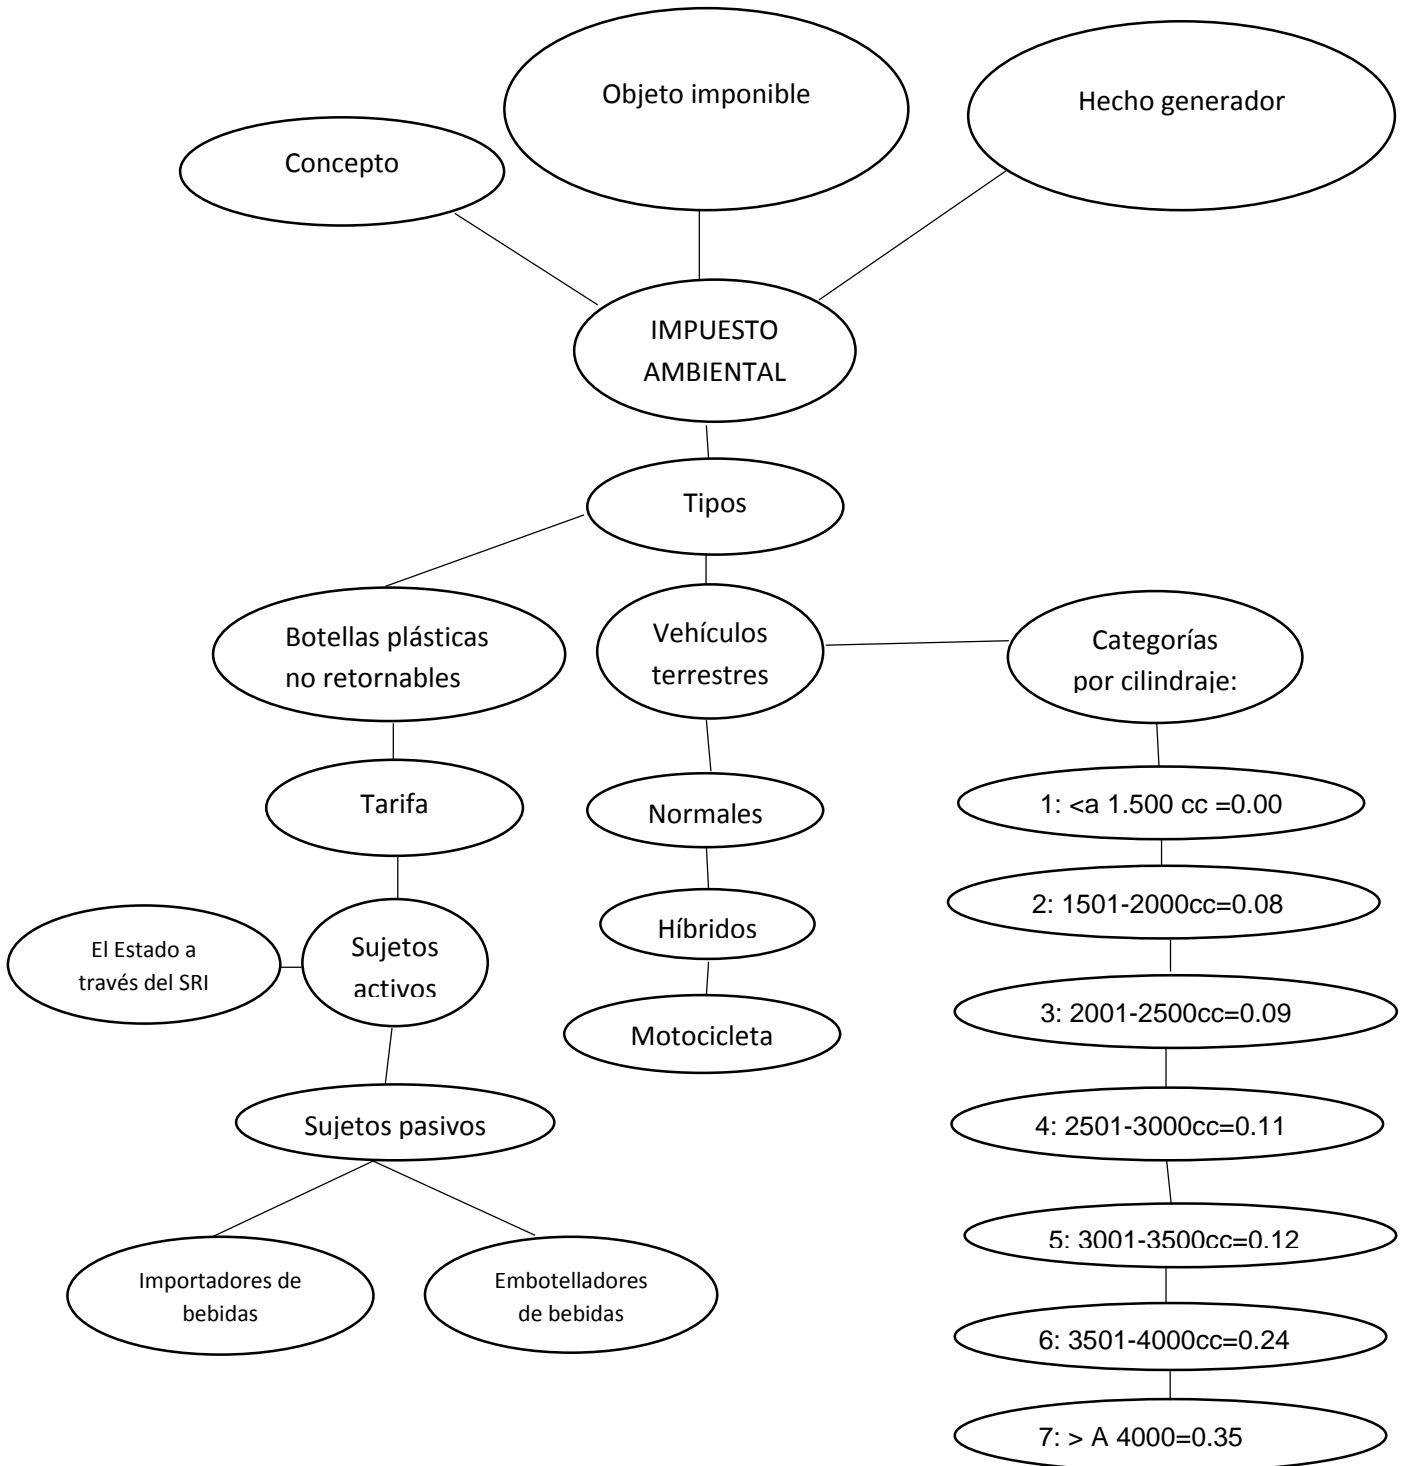 Objeto imponible
Hecho generador
Concepto
IMPUESTO
AMBIENTAL
Tipos
Botellas plásticas
no retornables
Vehículos
terrestres
Categorías
por cilindraje:
Tarifa
Normales
1: <a 1.500 cc =0.00
2: 1501-2000cc=0.08
El Estado a
través del SRI
Sujetos
activos
Híbridos
3: 2001-2500cc=0.09
Motocicleta
Sujetos pasivos
4: 2501-3000cc=0.11
5: 3001-3500cc=0.12
Importadores de
bebidas
Embotelladores
de bebidas
6: 3501-4000cc=0.24
7: > A 4000=0.35